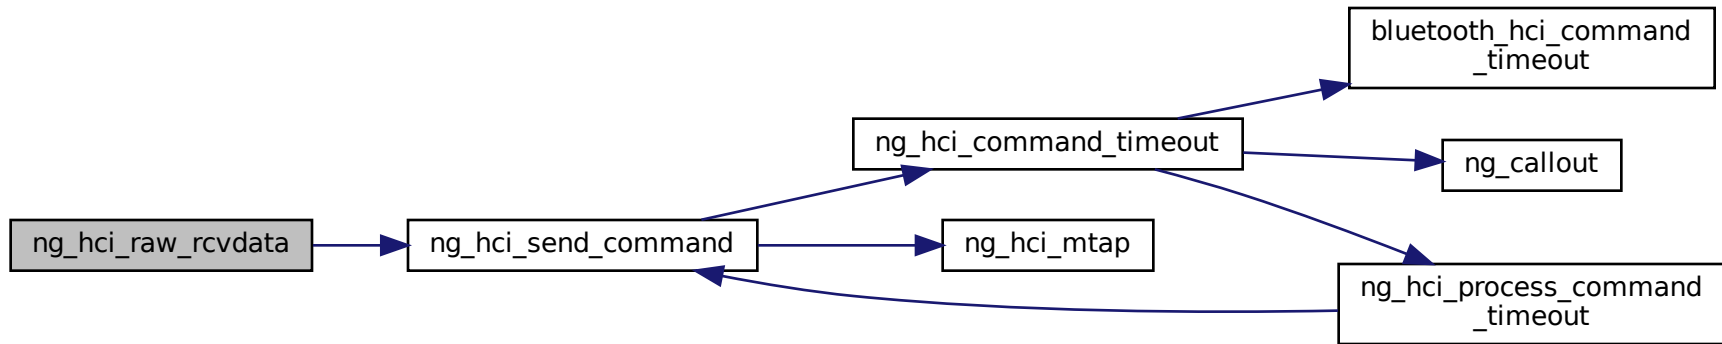 ng_hci_raw_rcvdata
ng_hci_send_command
ng_hci_command_timeout
ng_hci_mtap
bluetooth_hci_command
_timeout
ng_callout
ng_hci_process_command
_timeout